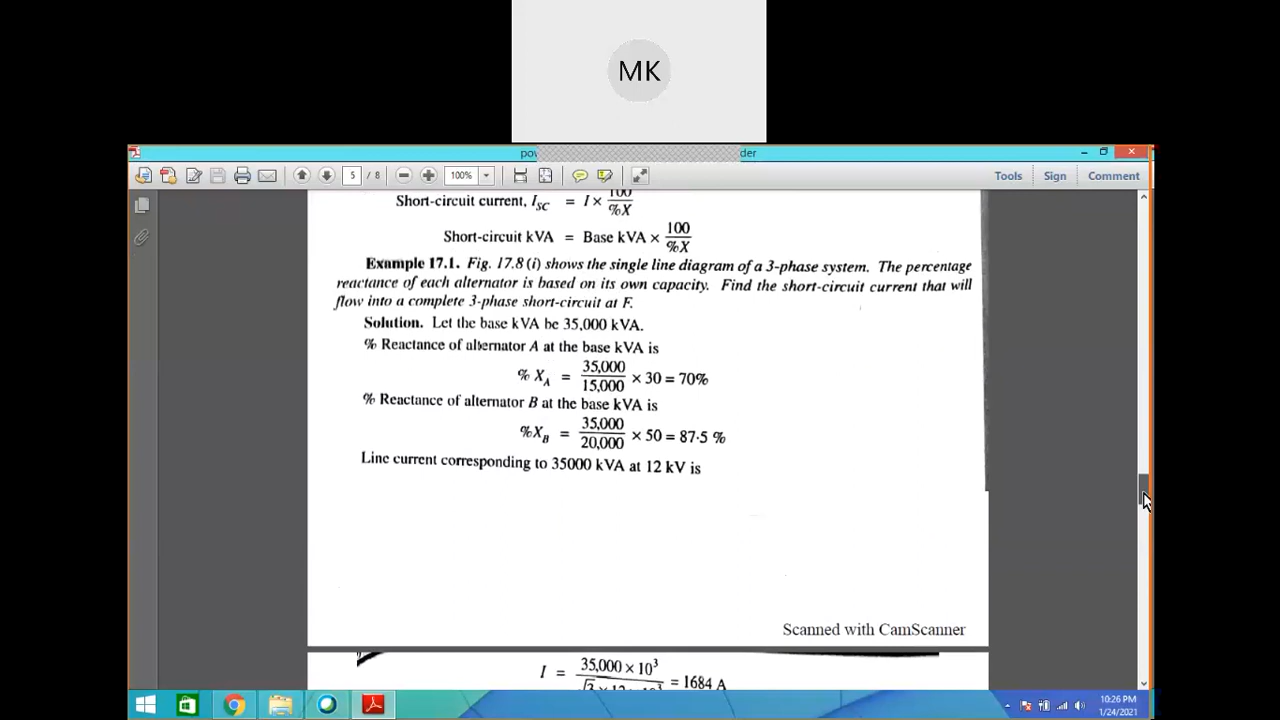 MK
pow
der
5 / 8
100%
Tools
Sign
Comment
Short-circuit current, I_SC = I × 100/%X
Short-circuit kVA = Base kVA × 100/%X
Example 17.1. Fig. 17.8 (i) shows the single line diagram of a 3-phase system. The percentage
reactance of each alternator is based on its own capacity. Find the short-circuit current that will
flow into a complete 3-phase short-circuit at F.
Solution. Let the base kVA be 35,000 kVA.
% Reactance of alternator A at the base kVA is
% X_A = 35,000/15,000 × 30 = 70%
% Reactance of alternator B at the base kVA is
%X_B = 35,000/20,000 × 50 = 87·5 %
Line current corresponding to 35000 kVA at 12 kV is
Scanned with CamScanner
I = 35,000 × 10³/√3 × 12 × 10³ = 1684 A
10:26 PM
1/24/2021